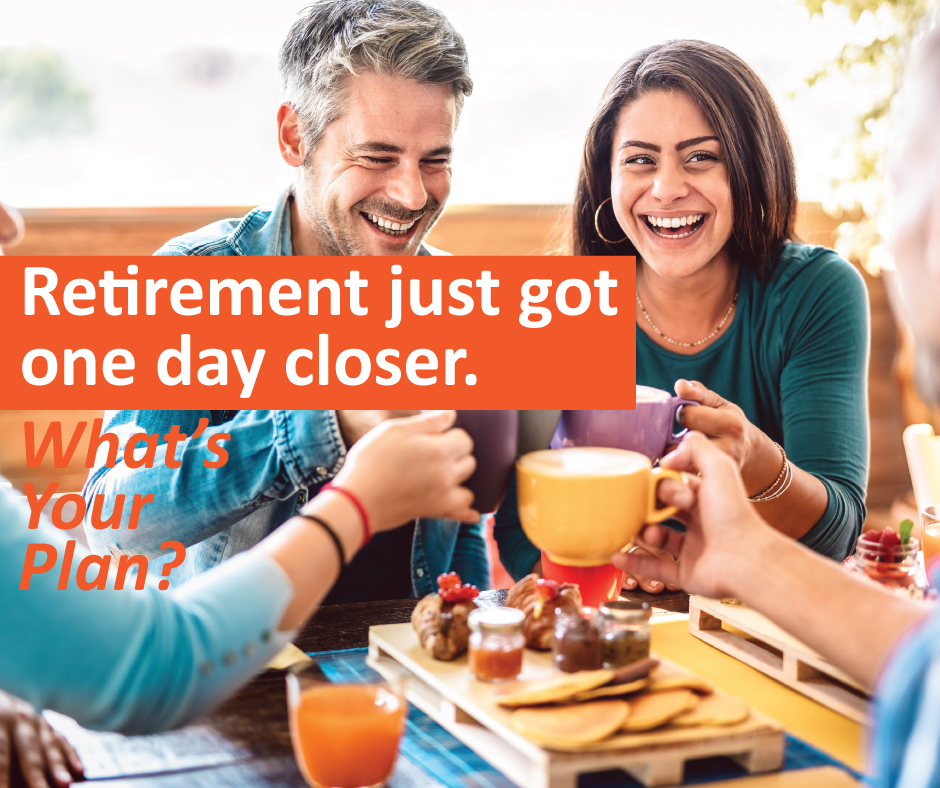 Retirement just got
one day closer.
What's
Your
Plan?